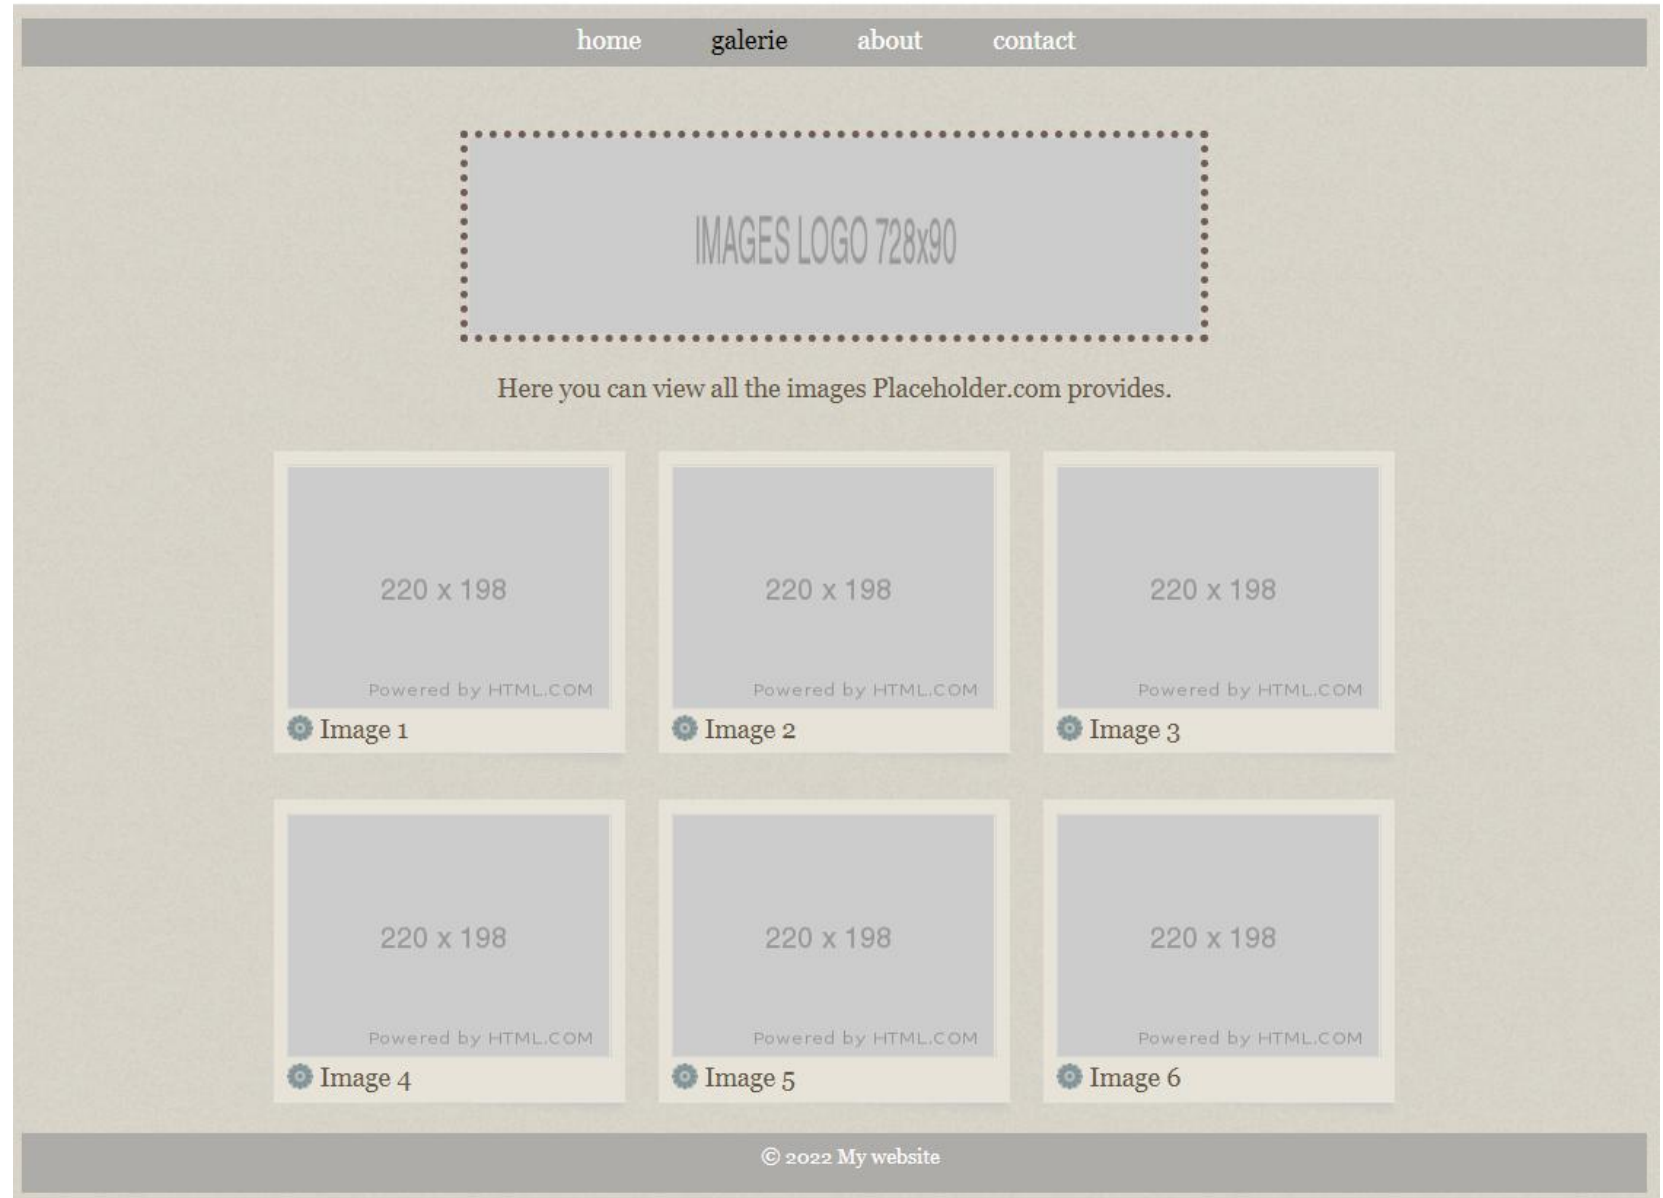 home galerie about contact
IMAGES LOGO 728x90
Here you can view all the images Placeholder.com provides.
220 x 198 220 x 198 220 x 198
Powered by HTML.COM Powered by HTML.COM Powered by HTML.COM
Image 1 Image 2 Image 3
220 x 198 220 x 198 220 x 198
Powered by HTML.COM Powered by HTML.COM Powered by HTML.COM
Image 4 Image 5 Image 6
© 2022 My website